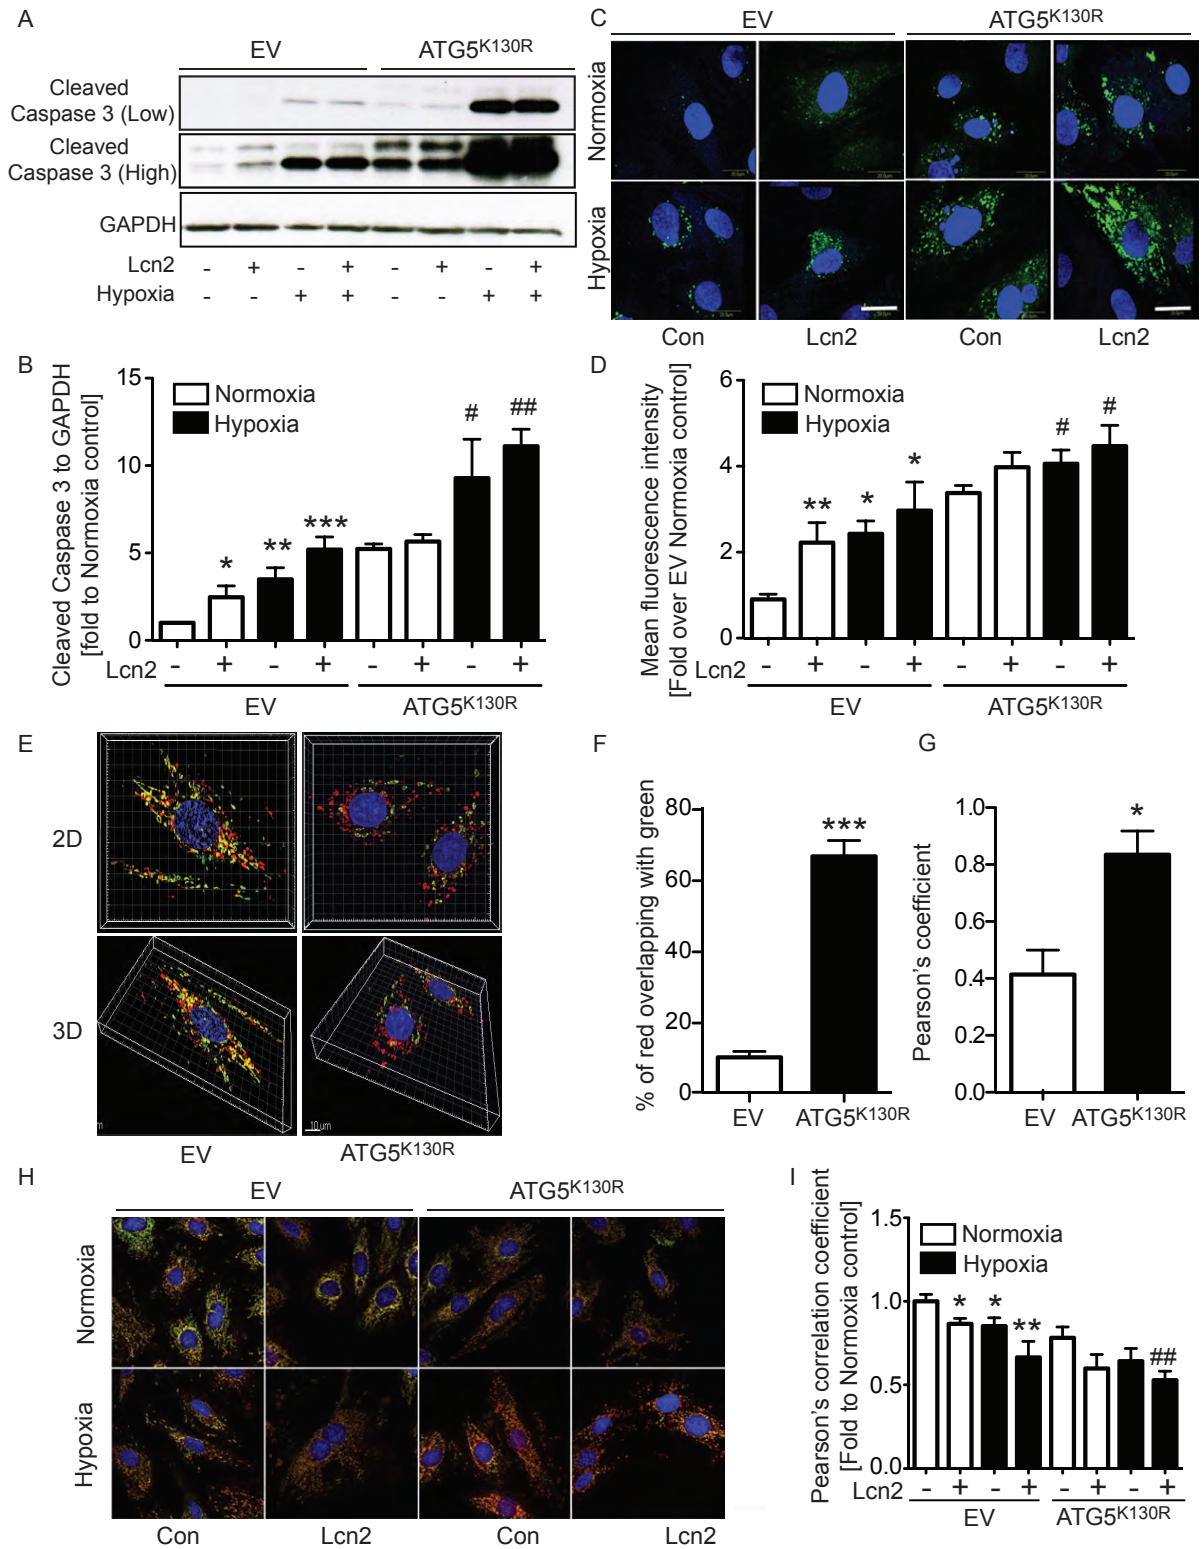 A
EV
ATG5K130R
Cleaved
Caspase 3 (Low)
Cleaved
Caspase 3 (High)
GAPDH
Lcn2 - + - + - + - +
Hypoxia - - + + - - + +
C
EV
ATG5K130R
Normoxia
Hypoxia
Con
Lcn2
Con
Lcn2
B
Cleaved Caspase 3 to GAPDH
[fold to Normoxia control]
15
10
5
0
Normoxia
Hypoxia
*
**
***
#
##
Lcn2 - + - + - + - +
EV
ATG5K130R
D
Mean fluorescence intensity
[Fold over EV Normoxia control]
6
4
2
0
Normoxia
Hypoxia
**
*
*
#
#
Lcn2 - + - + - + - +
EV
ATG5K130R
E
2D
3D
10 um
EV
ATG5K130R
F
% of red overlapping with green
80
60
40
20
0
***
EV
ATG5K130R
G
Pearson's coefficient
1.0
0.8
0.6
0.4
0.2
0.0
*
EV
ATG5K130R
H
EV
ATG5K130R
Normoxia
Hypoxia
Con
Lcn2
Con
Lcn2
I
Pearson's correlation coefficient
[Fold to Normoxia control]
1.5
1.0
0.5
0.0
Normoxia
Hypoxia
*
*
**
##
Lcn2 - + - + - + - +
EV
ATG5K130R